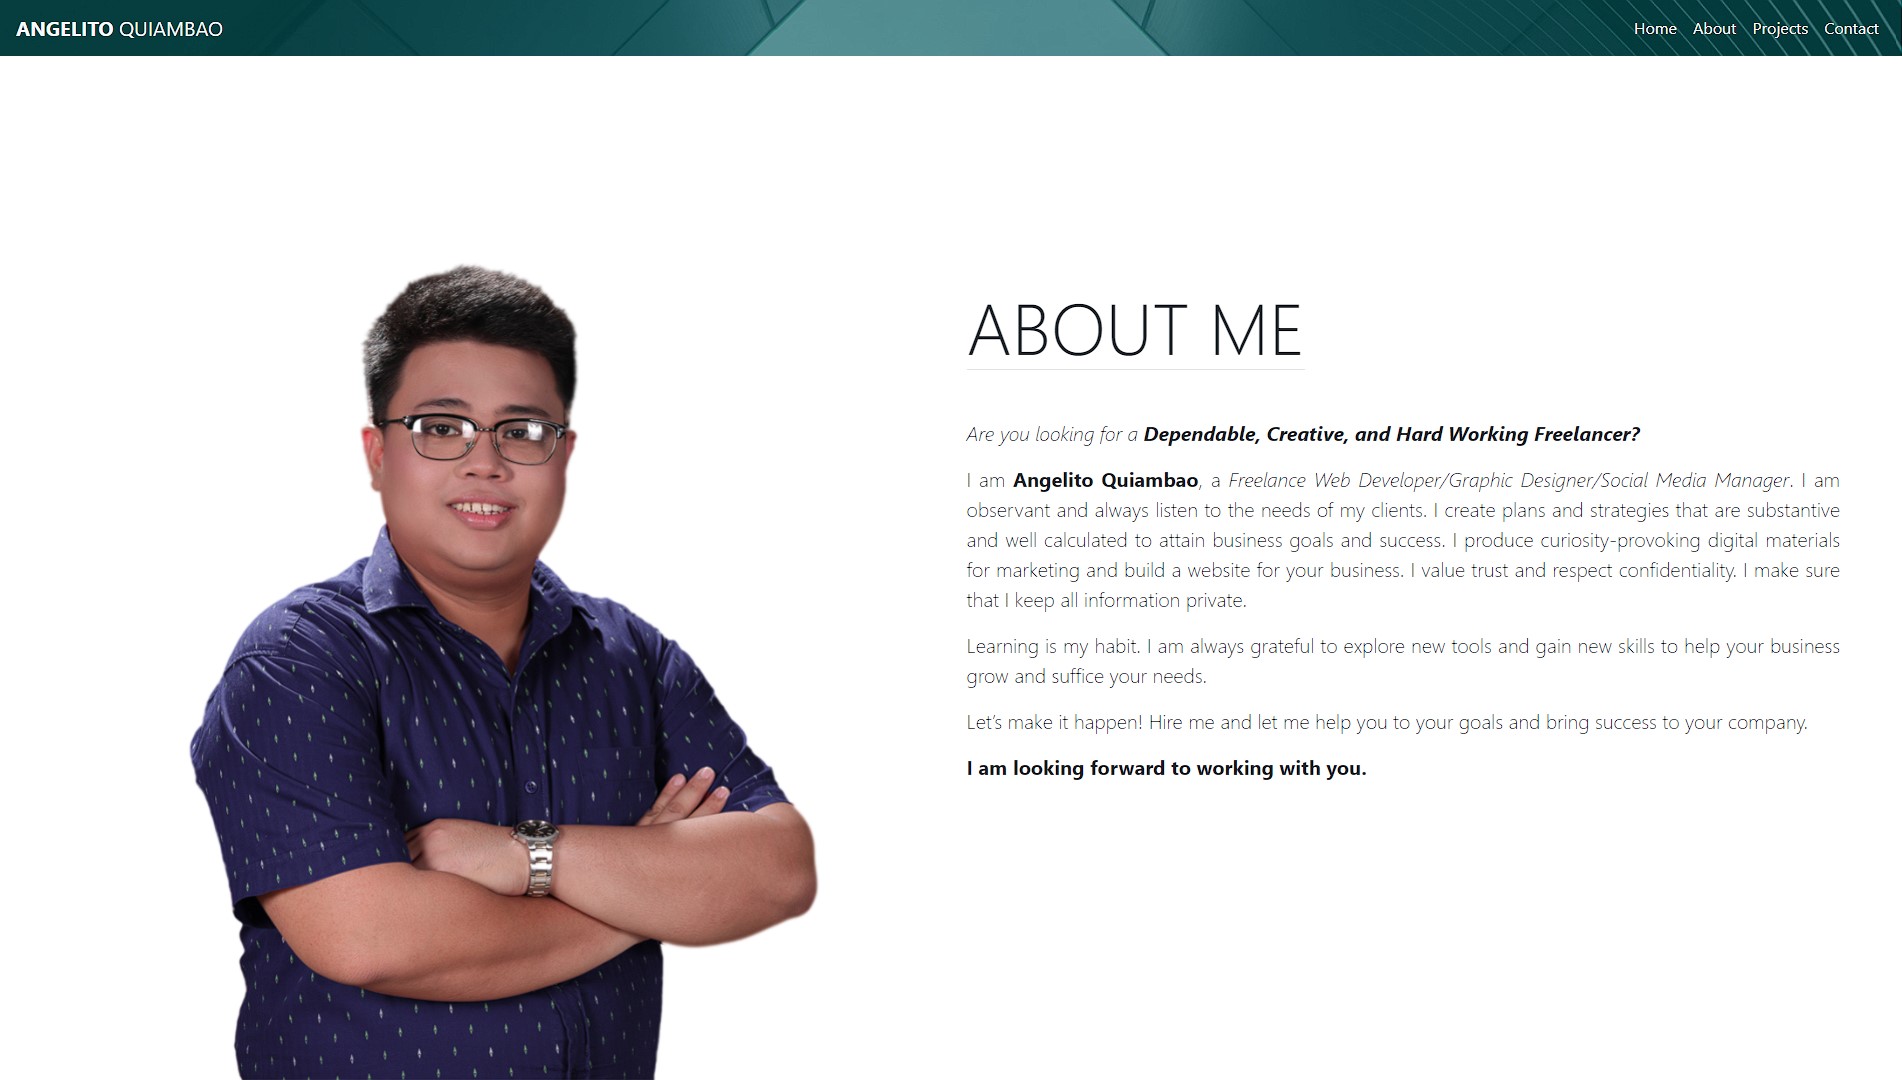 ANGELITO QUIAMBAO
Home About Projects Contact
ABOUT ME
Are you looking for a Dependable, Creative, and Hard Working Freelancer?
I am Angelito Quiambao, a Freelance Web Developer/Graphic Designer/Social Media Manager. I am
observant and always listen to the needs of my clients. I create plans and strategies that are substantive
and well calculated to attain business goals and success. I produce curiosity-provoking digital materials
for marketing and build a website for your business. I value trust and respect confidentiality. I make sure
that I keep all information private.
Learning is my habit. I am always grateful to explore new tools and gain new skills to help your business
grow and suffice your needs.
Let’s make it happen! Hire me and let me help you to your goals and bring success to your company.
I am looking forward to working with you.